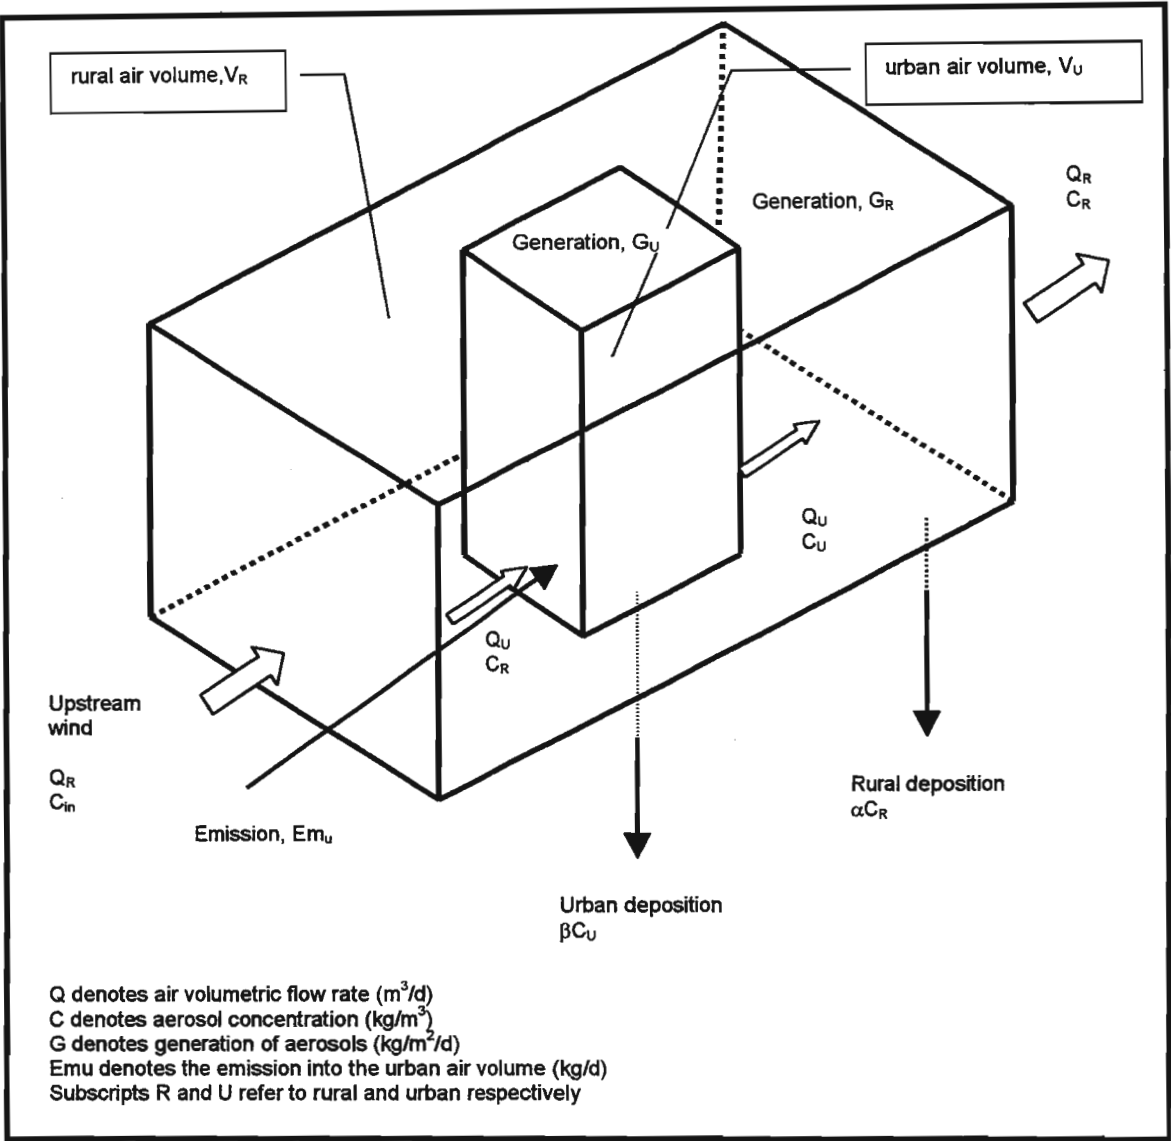 rural air volume,VR
urban air volume, VU
QR
CR
Generation, GR
Generation, GU
QU
CU
QU
CR
Upstream
wind
QR
Cin
Emission, Emu
Rural deposition
αCR
Urban deposition
βCU
Q denotes air volumetric flow rate (m³/d)
C denotes aerosol concentration (kg/m³)
G denotes generation of aerosols (kg/m²/d)
Emu denotes the emission into the urban air volume (kg/d)
Subscripts R and U refer to rural and urban respectively